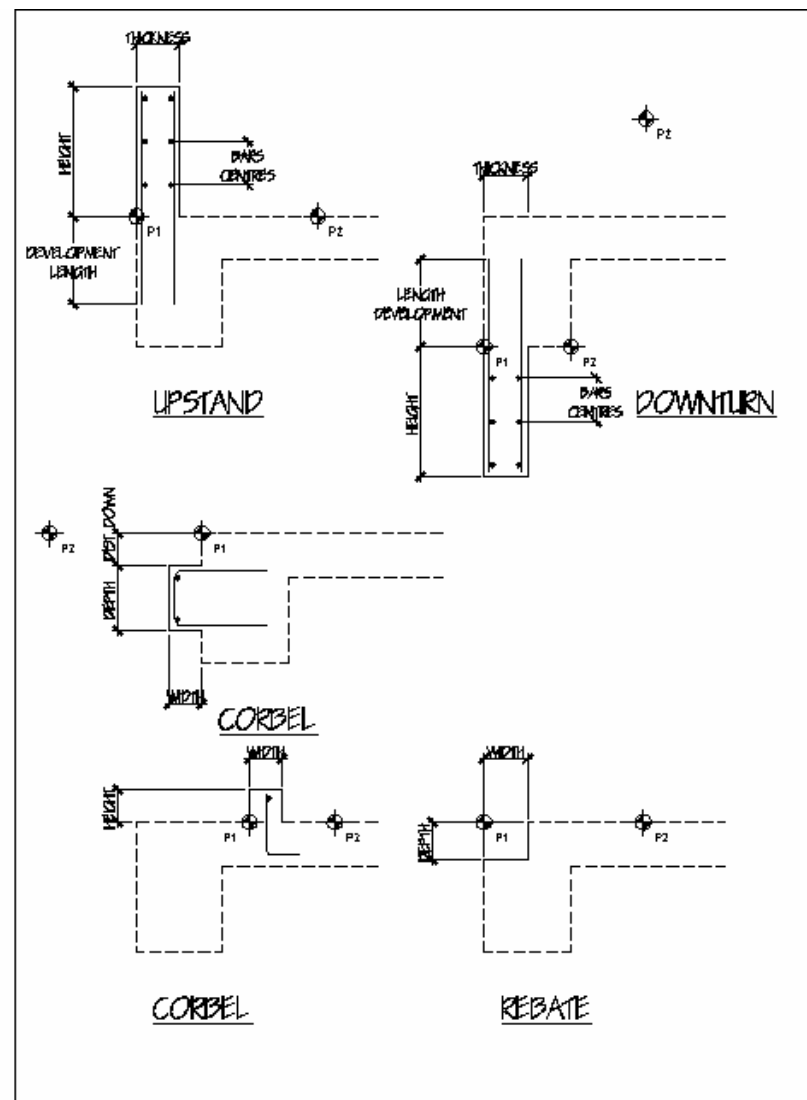 THICKNESS
HEIGHT
BARS
CENTRES
P1
P2
DEVELOPMENT
LENGTH
UPSTAND
P2
THICKNESS
LENGTH
DEVELOPMENT
P1
P2
HEIGHT
BARS
CENTRES
DOWNTURN
P2
DIST. DOWN
P1
DEPTH
WIDTH
CORBEL
WIDTH
HEIGHT
P1
P2
CORBEL
WIDTH
P1
P2
DEPTH
REBATE